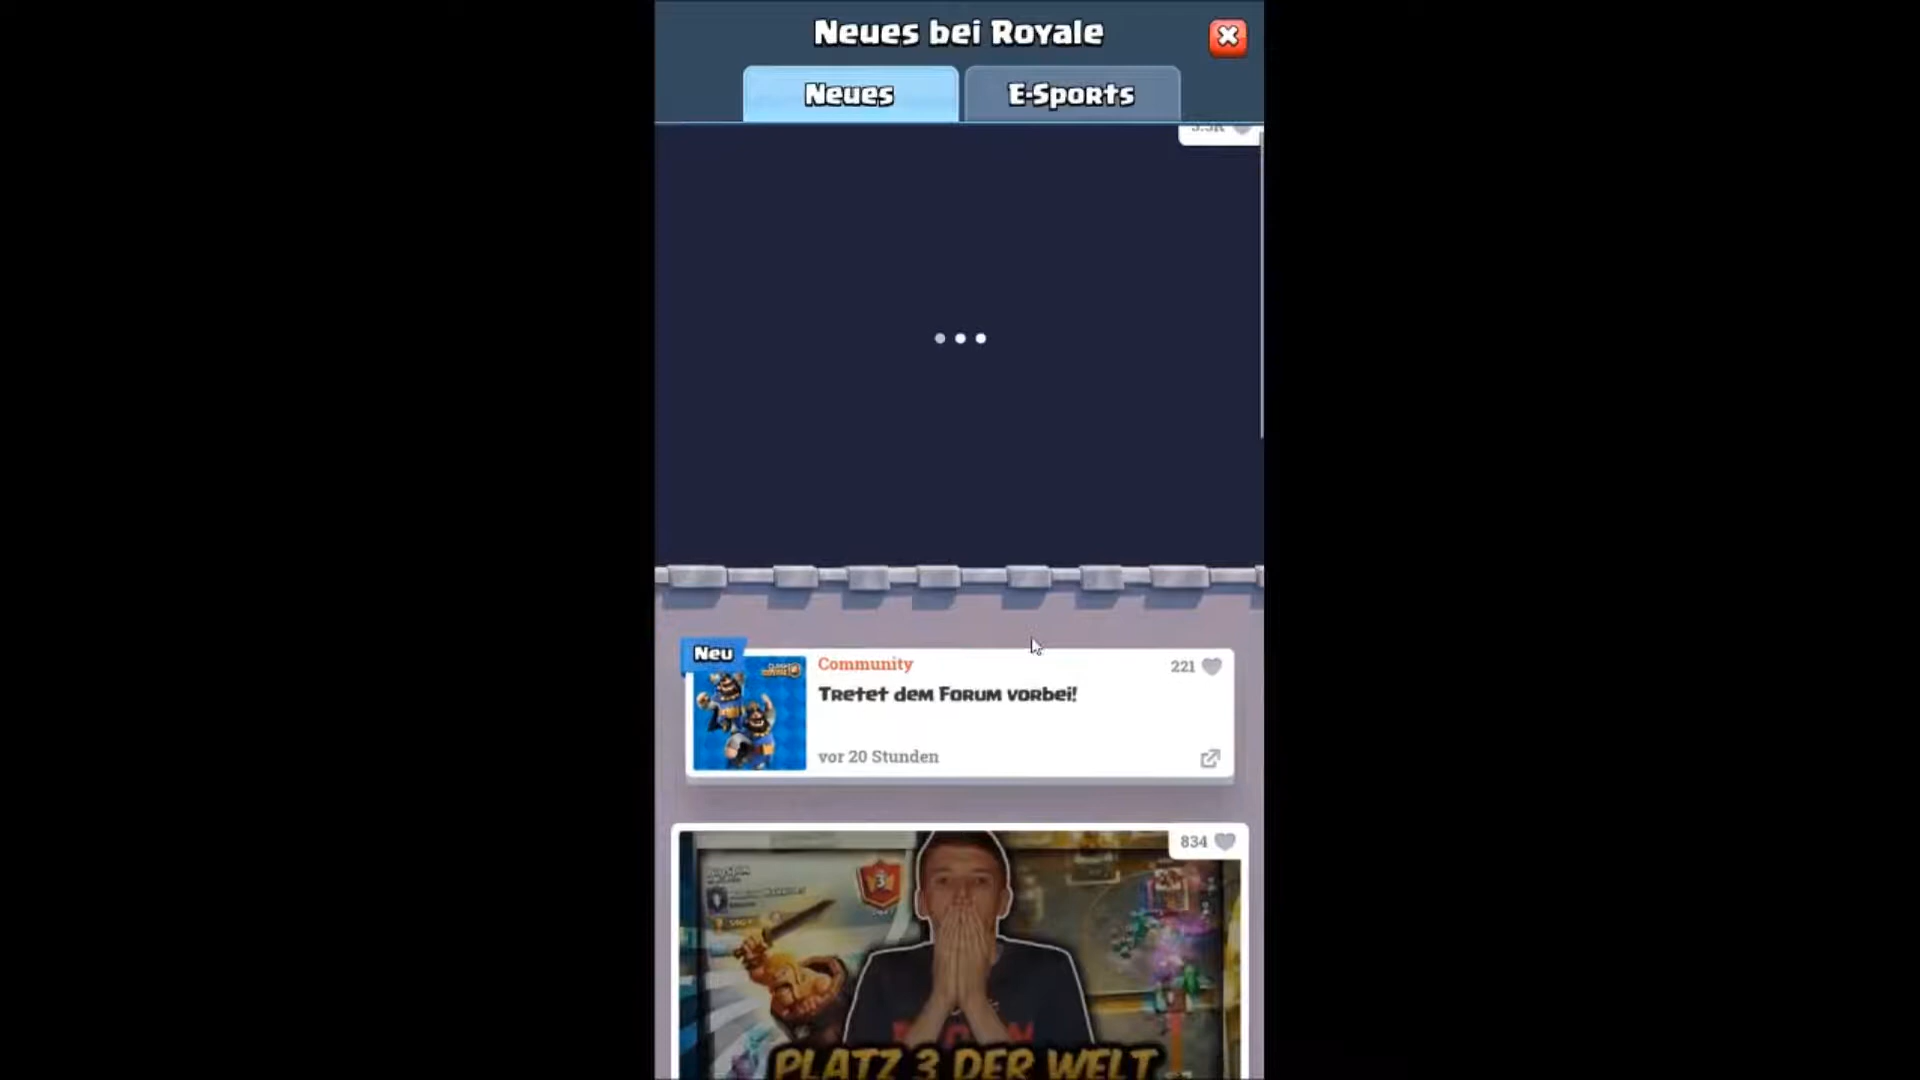 Neues bei Royale
Neues
E-Sports
Neu
Community
221
Tretet dem Forum vorbei!
vor 20 Stunden
834
PLATZ 3 DER WELT